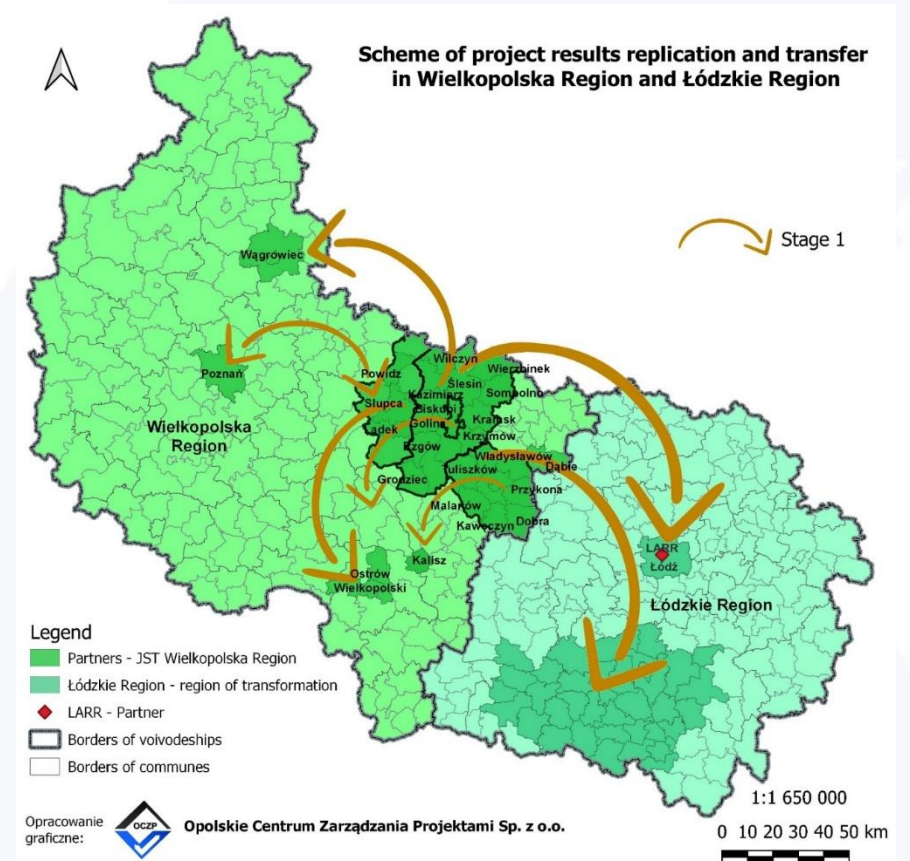 Scheme of project results replication and transfer
in Wielkopolska Region and Łódzkie Region
Stage 1
Wągrówiec
Poznań
Wielkopolska
Region
Powidz
Wilczyn
Wierzbinek
Ślesin
Kazimierz
Biskupi
Sompolno
Słupca
Golina
Kramsk
Lądek
Krzymów
Rzgów
Władysławów
Dąbie
Tuliszków
Grodziec
Przykona
Malanów
Kawęczyn
Dobra
Kalisz
Ostrów
Wielkopolski
LARR
Łódź
Łódzkie Region
Legend
Partners - JST Wielkopolska Region
Łódzkie Region - region of transformation
LARR - Partner
Borders of voivodeships
Borders of communes
1:1 650 000
0 10 20 30 40 50 km
Opracowanie
graficzne:
OCZP
Opolskie Centrum Zarządzania Projektami Sp. z o.o.